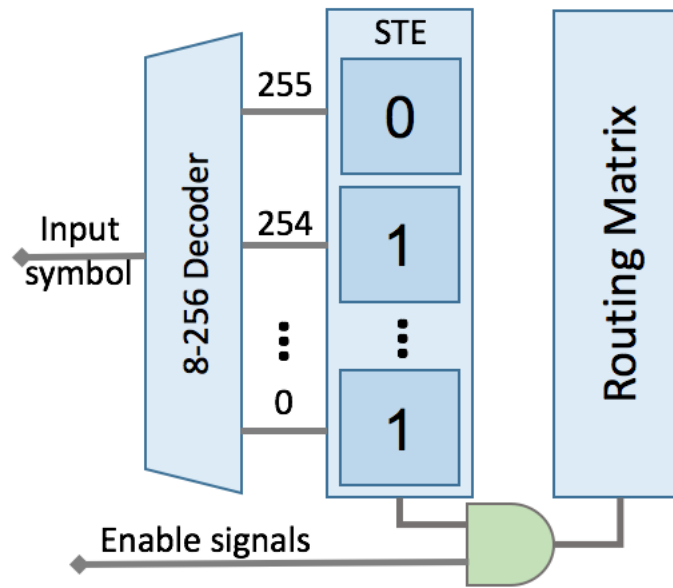 STE
255
0
Input
symbol
8-256 Decoder
254
1
...
...
0
1
Routing Matrix
Enable signals